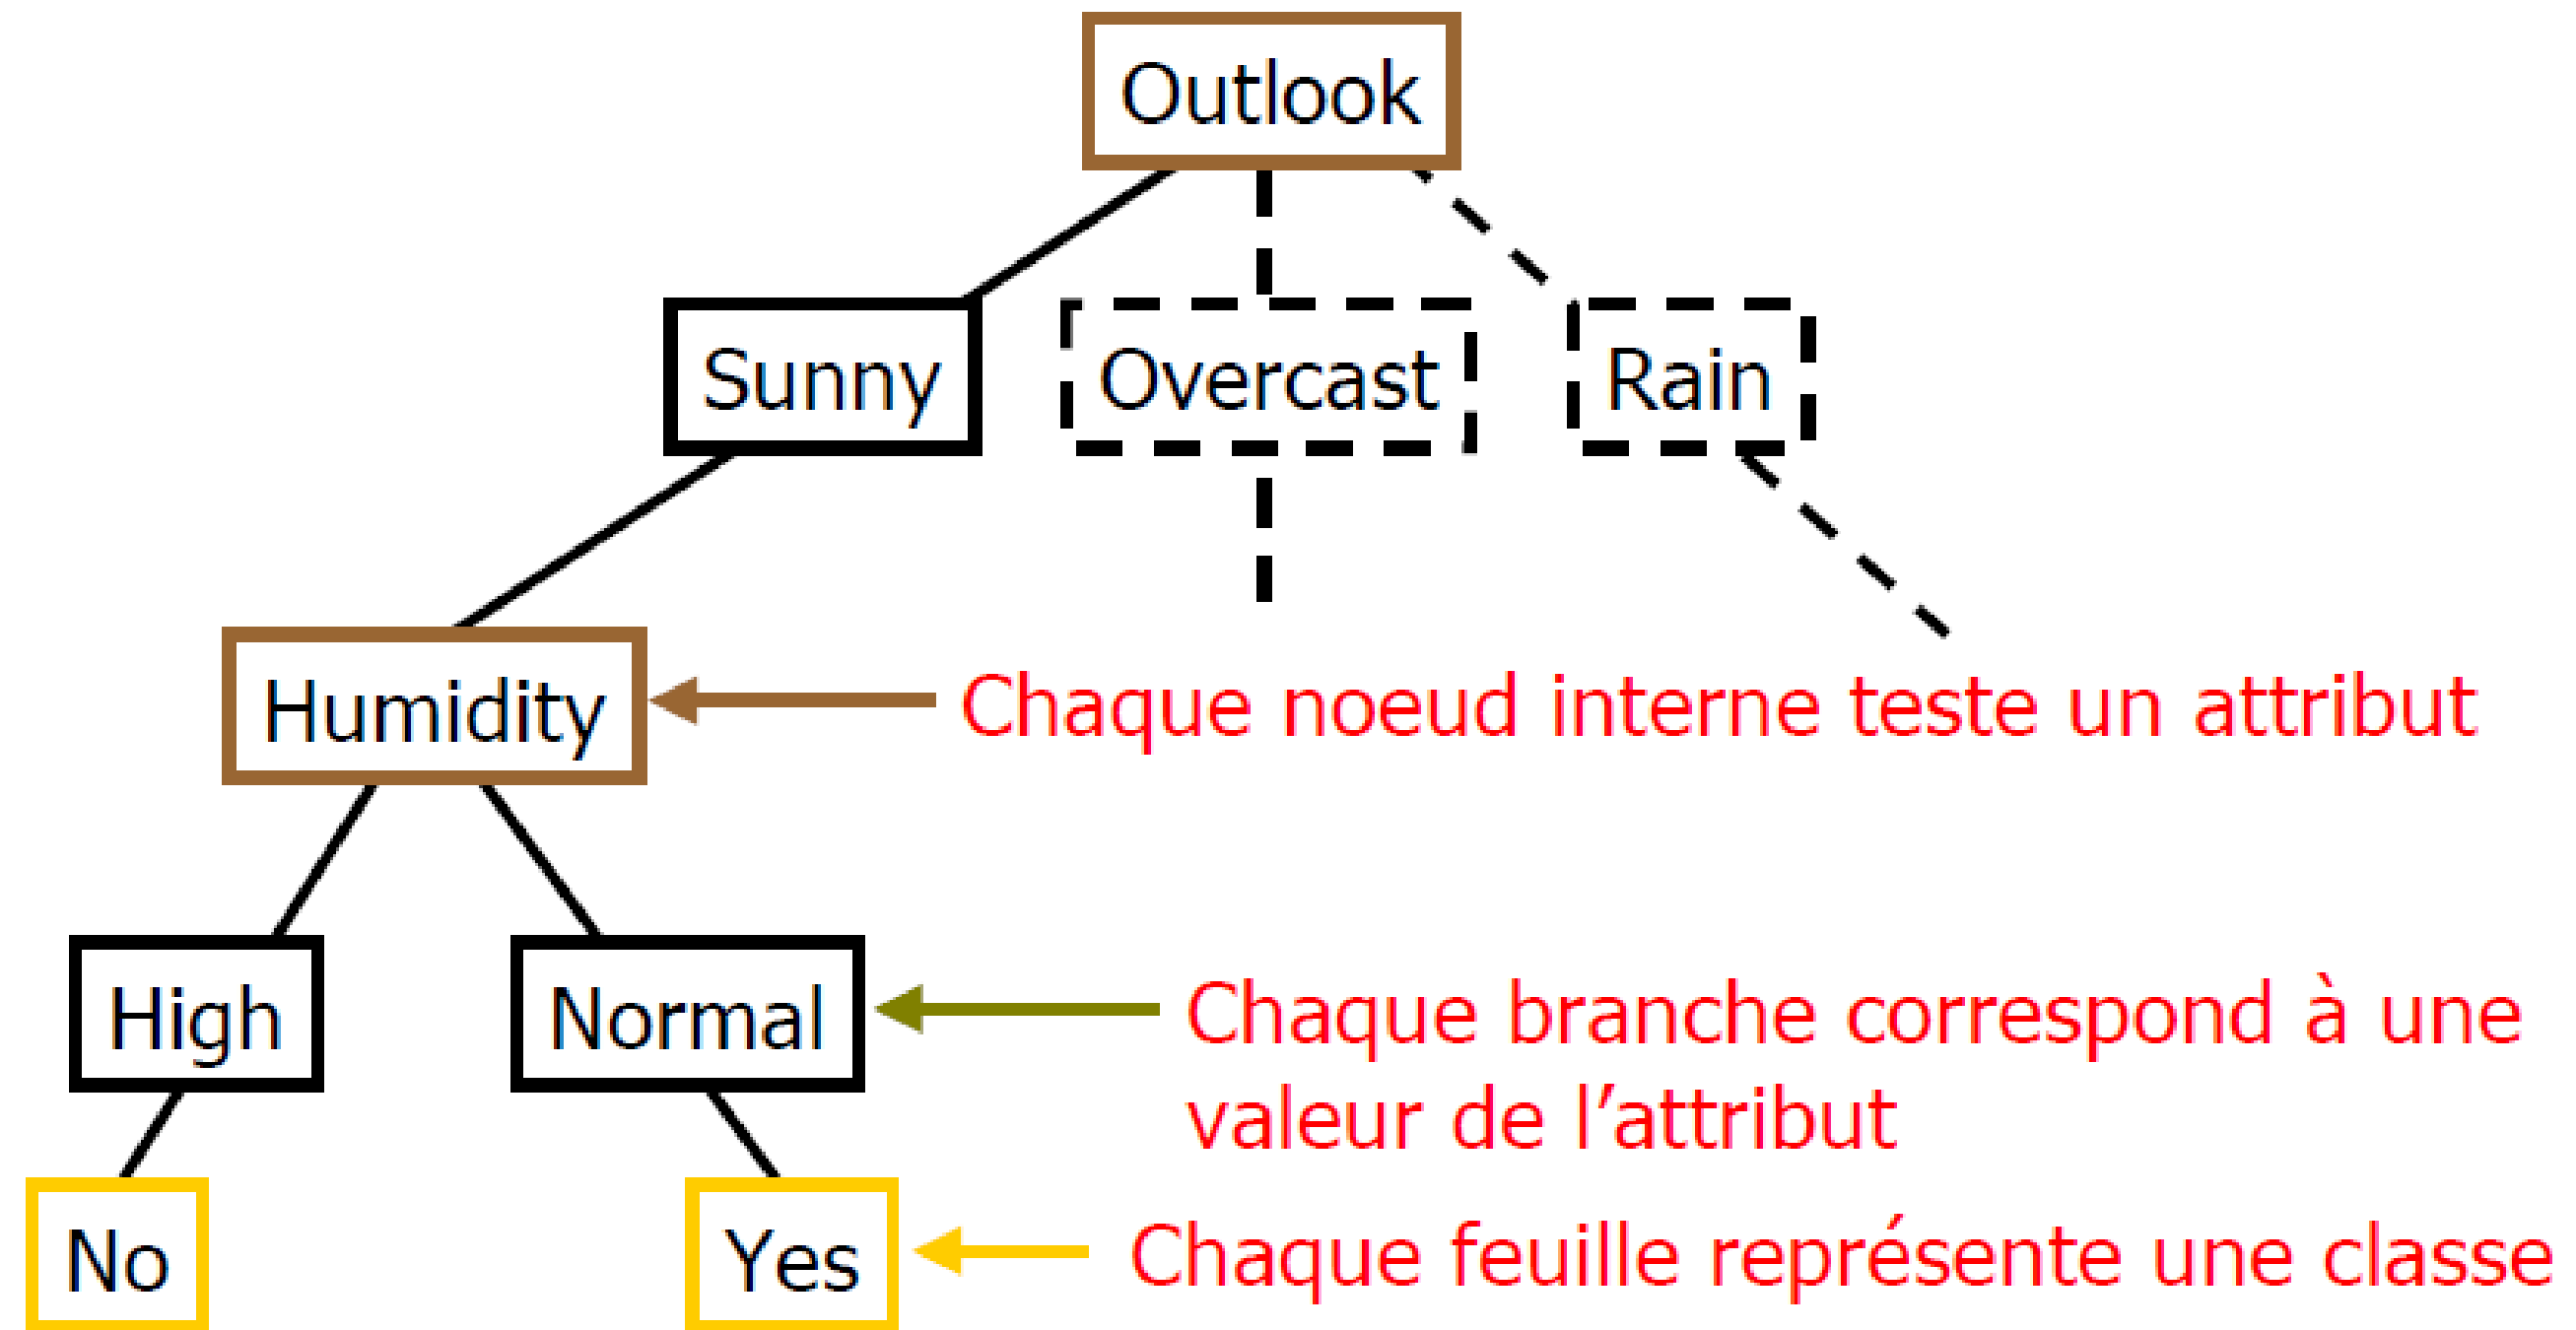 Outlook
Sunny
Overcast
Rain
Humidity
Chaque noeud interne teste un attribut
High
Normal
Chaque branche correspond à une
valeur de l’attribut
No
Yes
Chaque feuille représente une classe